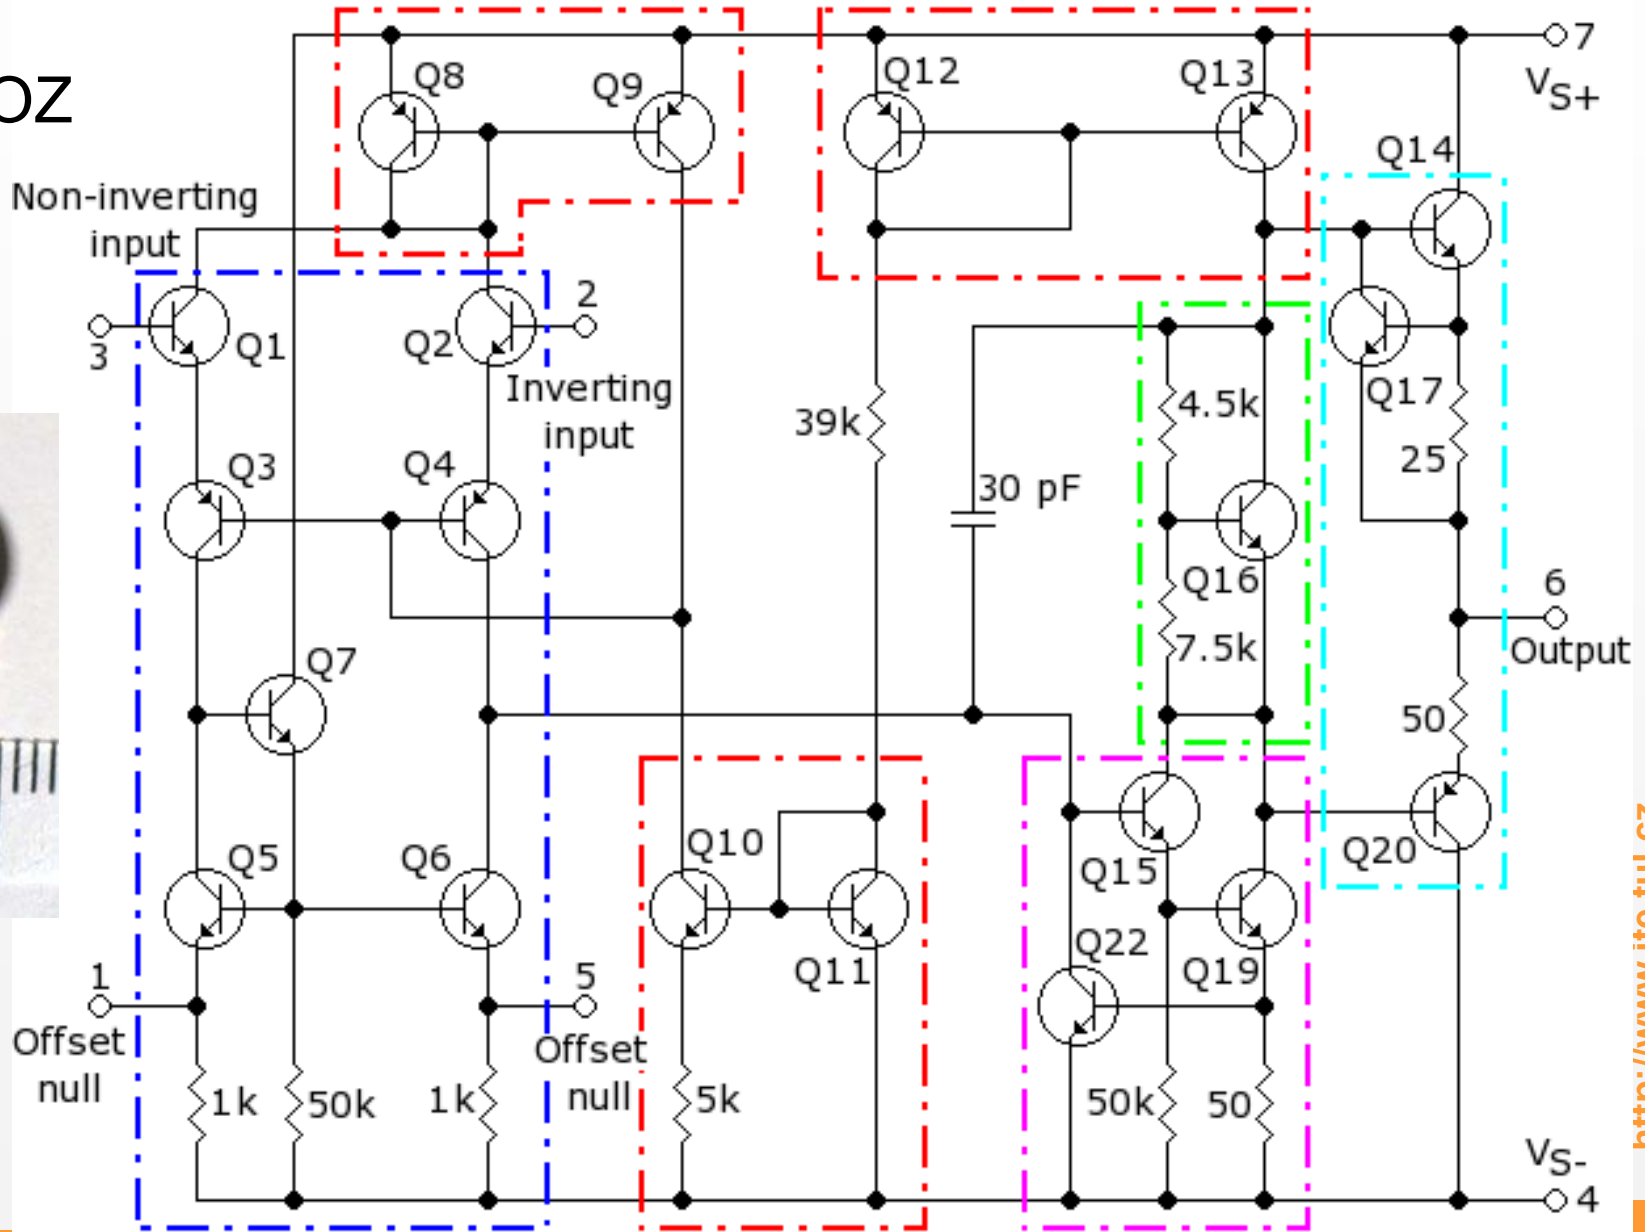 OZ
7
VS+
Q8
Q9
Q12
Q13
Q14
Non-inverting
input
3
Q1
Q2
2
Inverting
input
Q17
4.5k
39k
25
Q3
Q4
30 pF
Q16
6
Output
7.5k
Q7
50
Q10
Q15
Q20
Q5
Q6
Q11
Q22
Q19
1
Offset
null
5
Offset
null
1k
50k
1k
5k
50k
50
VS-
4